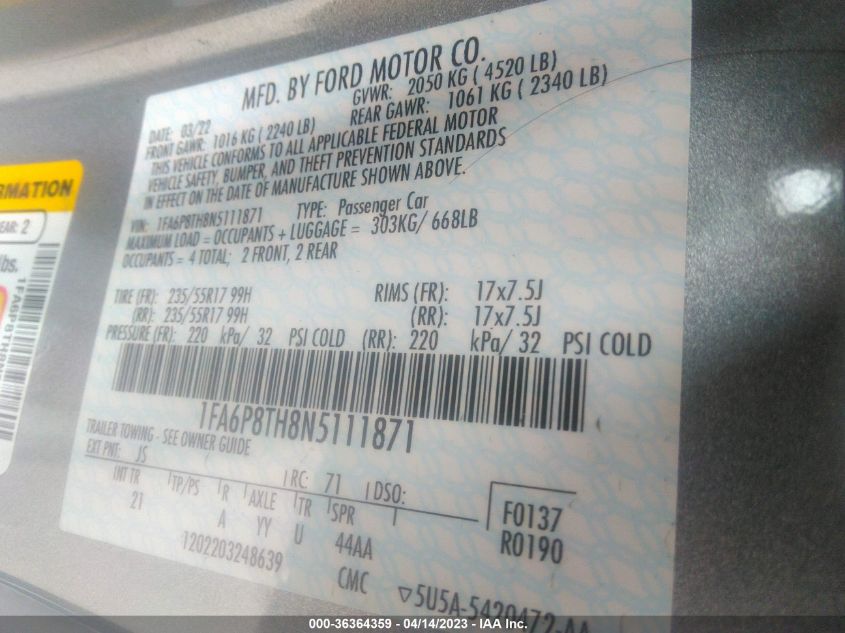 MFD. BY FORD MOTOR CO.
DATE: 03/22
GVWR: 2050 KG ( 4520 LB)
FRONT GAWR: 1016 KG ( 2240 LB)
REAR GAWR: 1061 KG ( 2340 LB)
THIS VEHICLE CONFORMS TO ALL APPLICABLE FEDERAL MOTOR
VEHICLE SAFETY, BUMPER, AND THEFT PREVENTION STANDARDS
IN EFFECT ON THE DATE OF MANUFACTURE SHOWN ABOVE.
VIN: 1FA6P8TH8N5111871 TYPE: Passenger Car
MAXIMUM LOAD = OCCUPANTS + LUGGAGE = 303KG/ 668LB
OCCUPANTS = 4 TOTAL; 2 FRONT, 2 REAR
TIRE (FR): 235/55R17 99H RIMS (FR): 17x7.5J
(RR): 235/55R17 99H (RR): 17x7.5J
PRESSURE (FR): 220 kPa/ 32 PSI COLD (RR): 220 kPa/ 32 PSI COLD
1FA6P8TH8N5111871
TRAILER TOWING - SEE OWNER GUIDE
EXT PNT: JS RC: 71 DSO:
INT TR TP/PS R AXLE TR SPR
21 A YY U 44AA
F0137
R0190
1202203248639
CMC
▽5U5A-5420472-AA
RMATION
EAR: 2
lbs.
1FA6P8TH8N
000-36364359 - 04/14/2023 - IAA Inc.